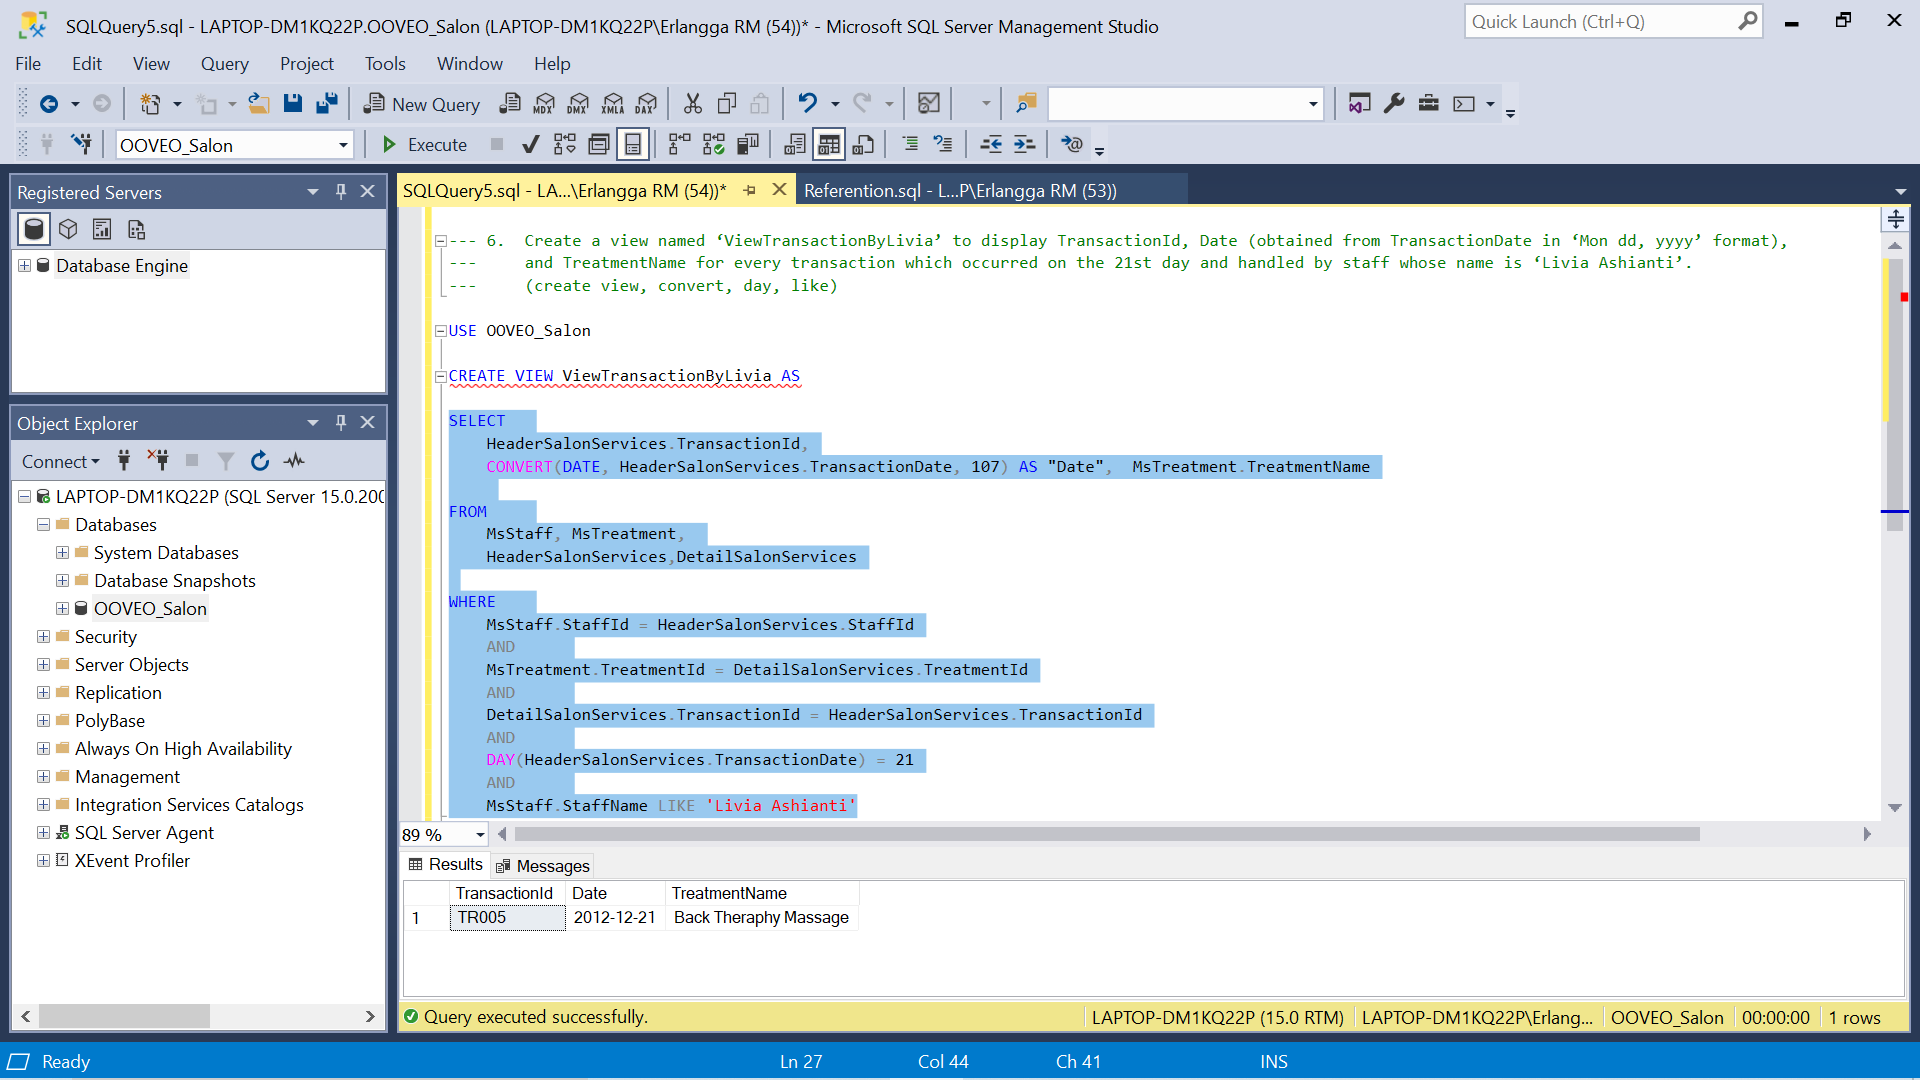 SQLQuery5.sql - LAPTOP-DM1KQ22P.OOVEO_Salon (LAPTOP-DM1KQ22P\Erlangga RM (54))* - Microsoft SQL Server Management Studio
Quick Launch (Ctrl+Q)
File Edit View Query Project Tools Window Help
New Query MDX DMX XMLA DAX
OOVEO_Salon Execute
Registered Servers
Database Engine
Object Explorer
Connect
LAPTOP-DM1KQ22P (SQL Server 15.0.200
Databases
System Databases
Database Snapshots
OOVEO_Salon
Security
Server Objects
Replication
PolyBase
Always On High Availability
Management
Integration Services Catalogs
SQL Server Agent
XEvent Profiler
SQLQuery5.sql - LA...\Erlangga RM (54))* Referention.sql - L...P\Erlangga RM (53))
--- 6.  Create a view named ‘ViewTransactionByLivia’ to display TransactionId, Date (obtained from TransactionDate in ‘Mon dd, yyyy’ format),
---     and TreatmentName for every transaction which occurred on the 21st day and handled by staff whose name is ‘Livia Ashianti’.
---     (create view, convert, day, like)
USE OOVEO_Salon
CREATE VIEW ViewTransactionByLivia AS
SELECT
HeaderSalonServices.TransactionId,
CONVERT(DATE, HeaderSalonServices.TransactionDate, 107) AS "Date",  MsTreatment.TreatmentName
FROM
MsStaff, MsTreatment,
HeaderSalonServices,DetailSalonServices
WHERE
MsStaff.StaffId = HeaderSalonServices.StaffId
AND
MsTreatment.TreatmentId = DetailSalonServices.TreatmentId
AND
DetailSalonServices.TransactionId = HeaderSalonServices.TransactionId
AND
DAY(HeaderSalonServices.TransactionDate) = 21
AND
MsStaff.StaffName LIKE 'Livia Ashianti'
89 %
Results Messages
TransactionId Date TreatmentName
1 TR005 2012-12-21 Back Theraphy Massage
Query executed successfully. LAPTOP-DM1KQ22P (15.0 RTM) LAPTOP-DM1KQ22P\Erlang... OOVEO_Salon 00:00:00 1 rows
Ready Ln 27 Col 44 Ch 41 INS